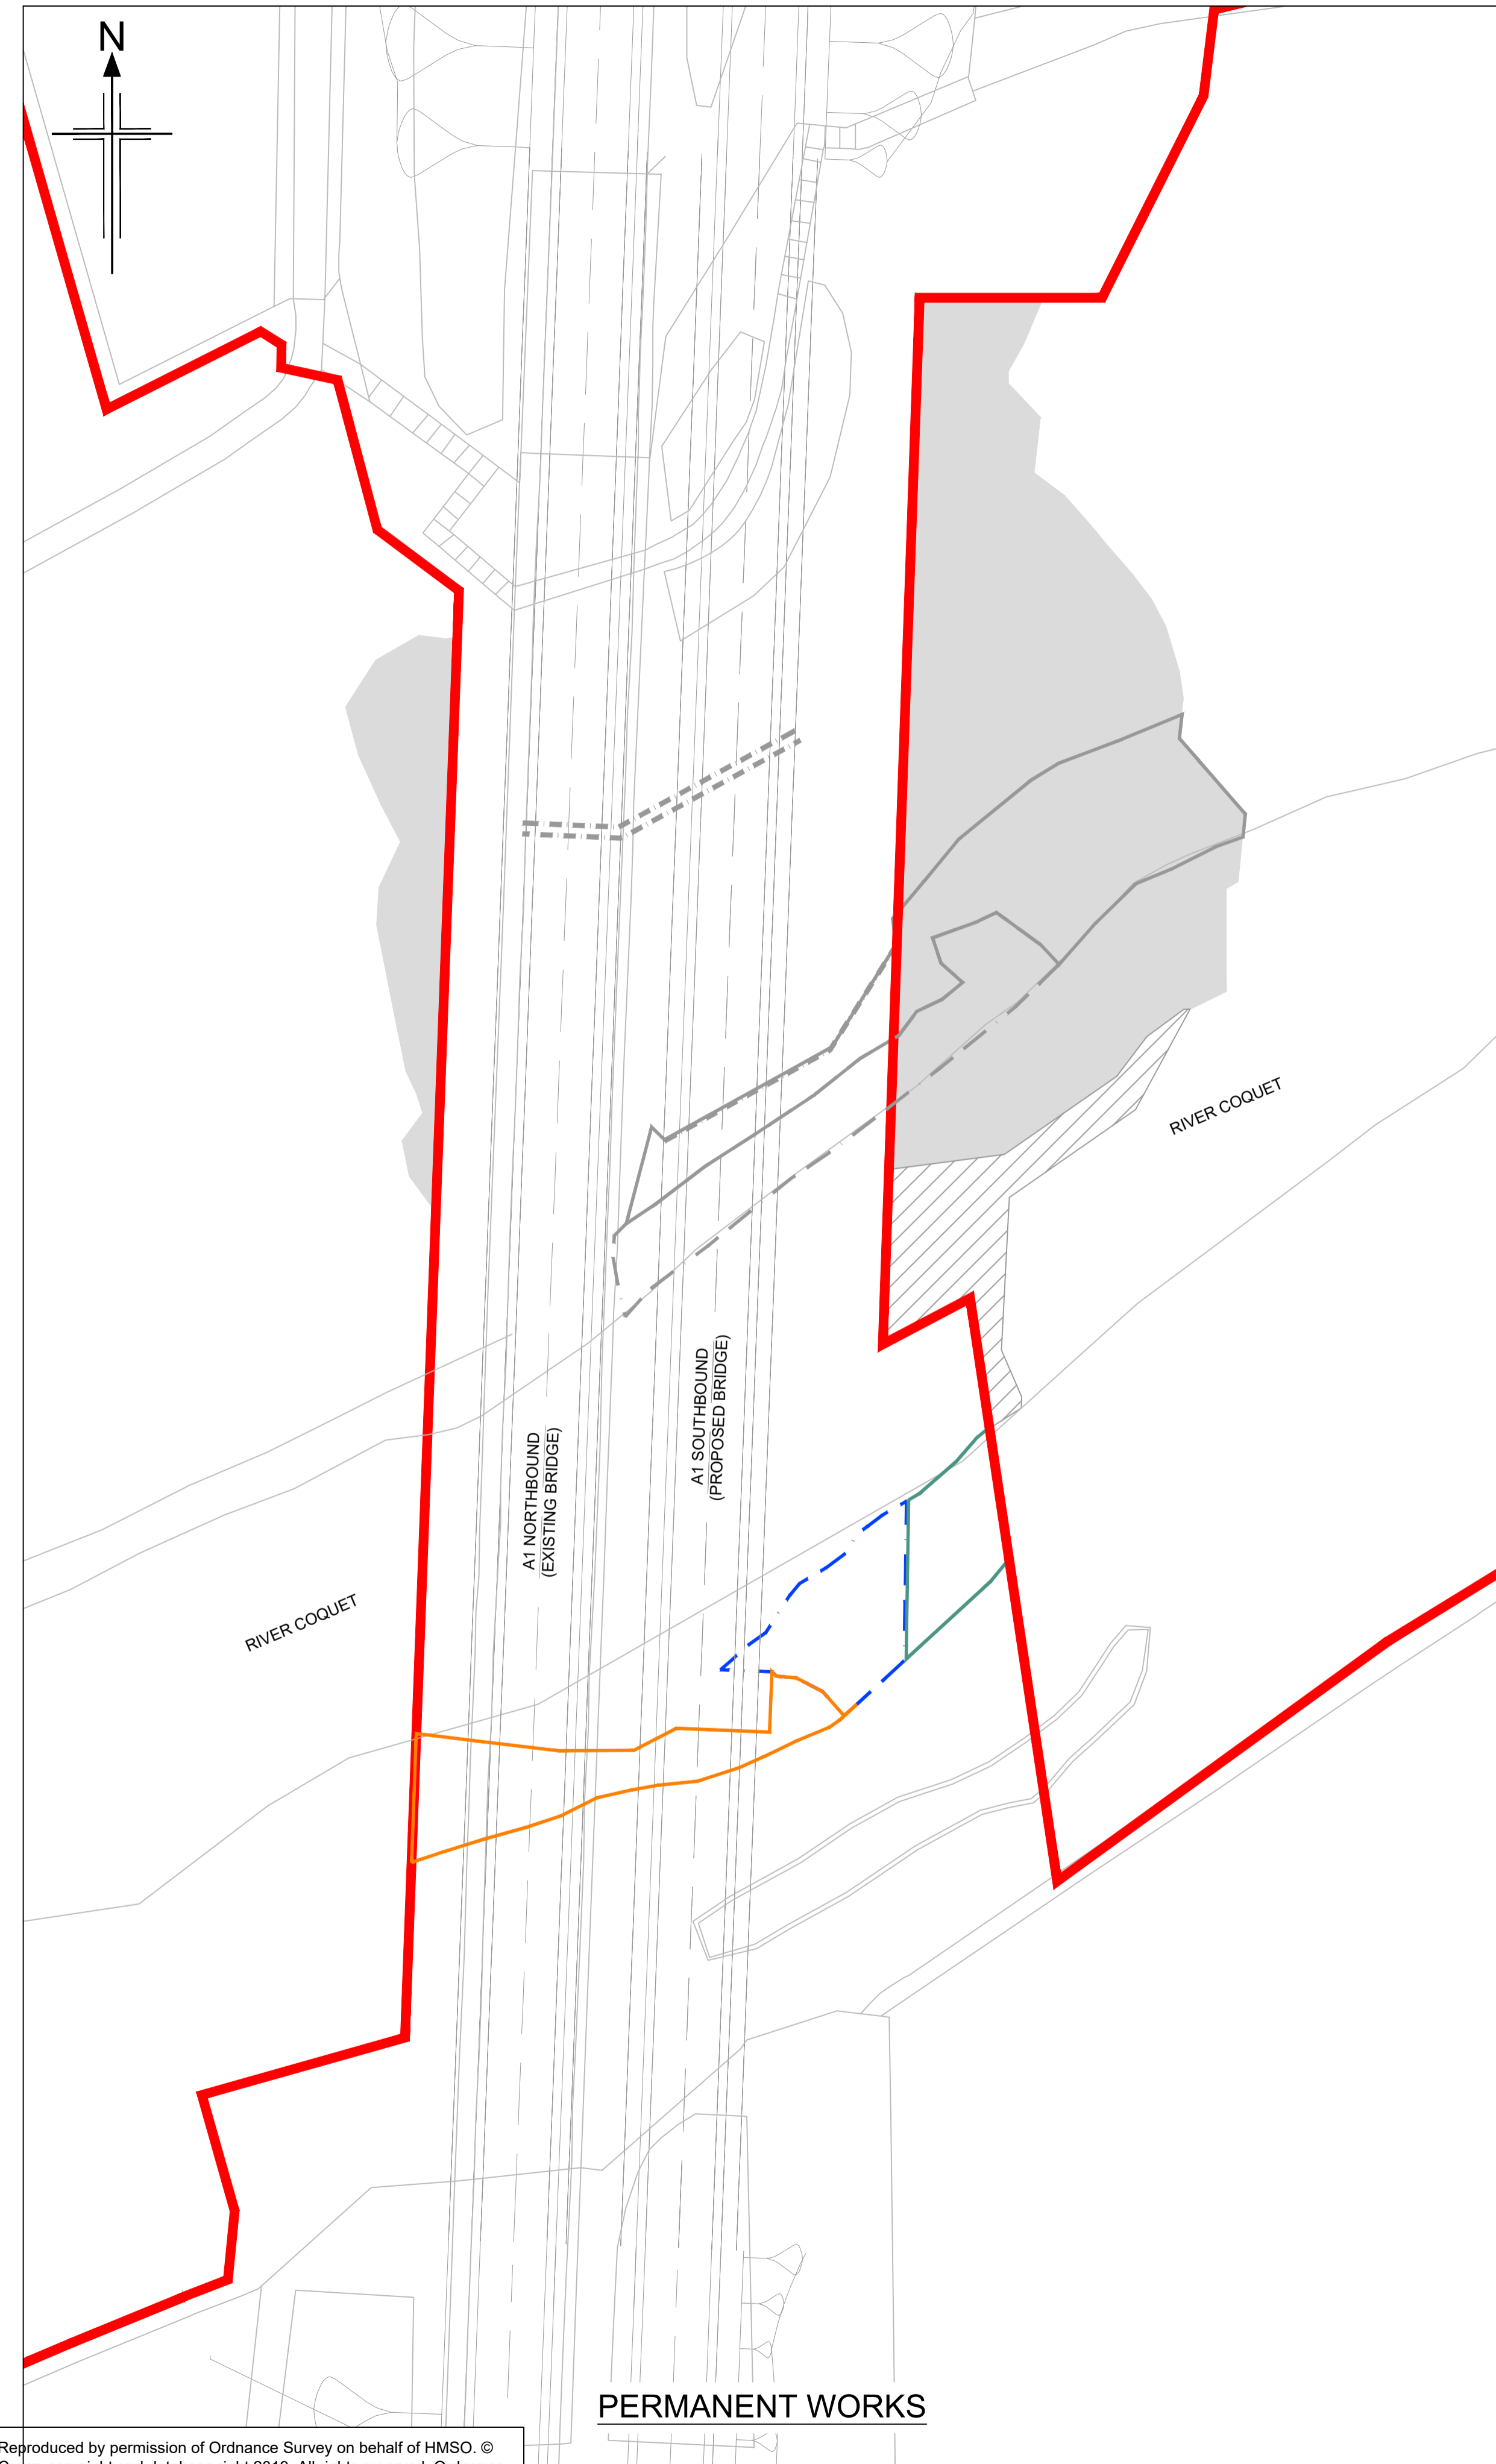 N
RIVER COQUET
A1 SOUTHBOUND
(PROPOSED BRIDGE)
A1 NORTHBOUND
(EXISTING BRIDGE)
RIVER COQUET
PERMANENT WORKS
Reproduced by permission of Ordnance Survey on behalf of HMSO. ©